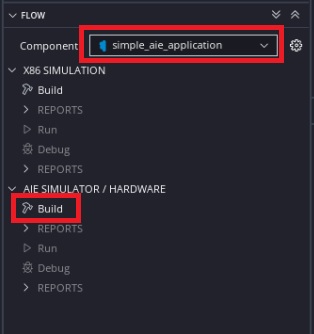 FLOW
Component simple_aie_application
X86 SIMULATION
Build
REPORTS
Run
Debug
REPORTS
AIE SIMULATOR / HARDWARE
Build
REPORTS
Run
Debug
REPORTS